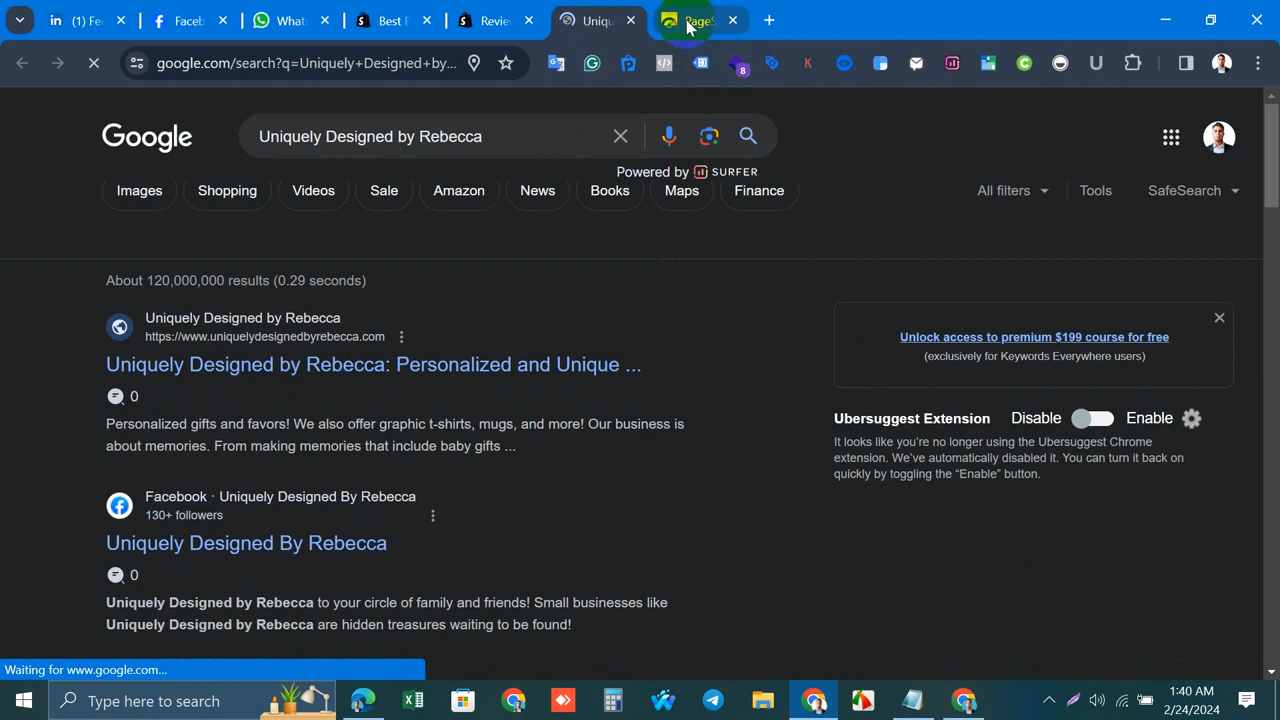 (1) Fee
Faceb
Whats
Best P
Review
Uniqu
PageS
google.com/search?q=Uniquely+Designed+by...
8
Google
Uniquely Designed by Rebecca
Powered by SURFER
Images
Shopping
Videos
Sale
Amazon
News
Books
Maps
Finance
All filters
Tools
SafeSearch
About 120,000,000 results (0.29 seconds)
Uniquely Designed by Rebecca
https://www.uniquelydesignedbyrebecca.com
Uniquely Designed by Rebecca: Personalized and Unique ...
0
Personalized gifts and favors! We also offer graphic t-shirts, mugs, and more! Our business is
about memories. From making memories that include baby gifts ...
Facebook · Uniquely Designed By Rebecca
130+ followers
Uniquely Designed By Rebecca
0
Uniquely Designed by Rebecca to your circle of family and friends! Small businesses like
Uniquely Designed by Rebecca are hidden treasures waiting to be found!
Unlock access to premium $199 course for free
(exclusively for Keywords Everywhere users)
Ubersuggest Extension
Disable
Enable
It looks like you're no longer using the Ubersuggest Chrome
extension. We've automatically disabled it. You can turn it back on
quickly by toggling the “Enable” button.
Waiting for www.google.com...
Type here to search
1:40 AM
2/24/2024